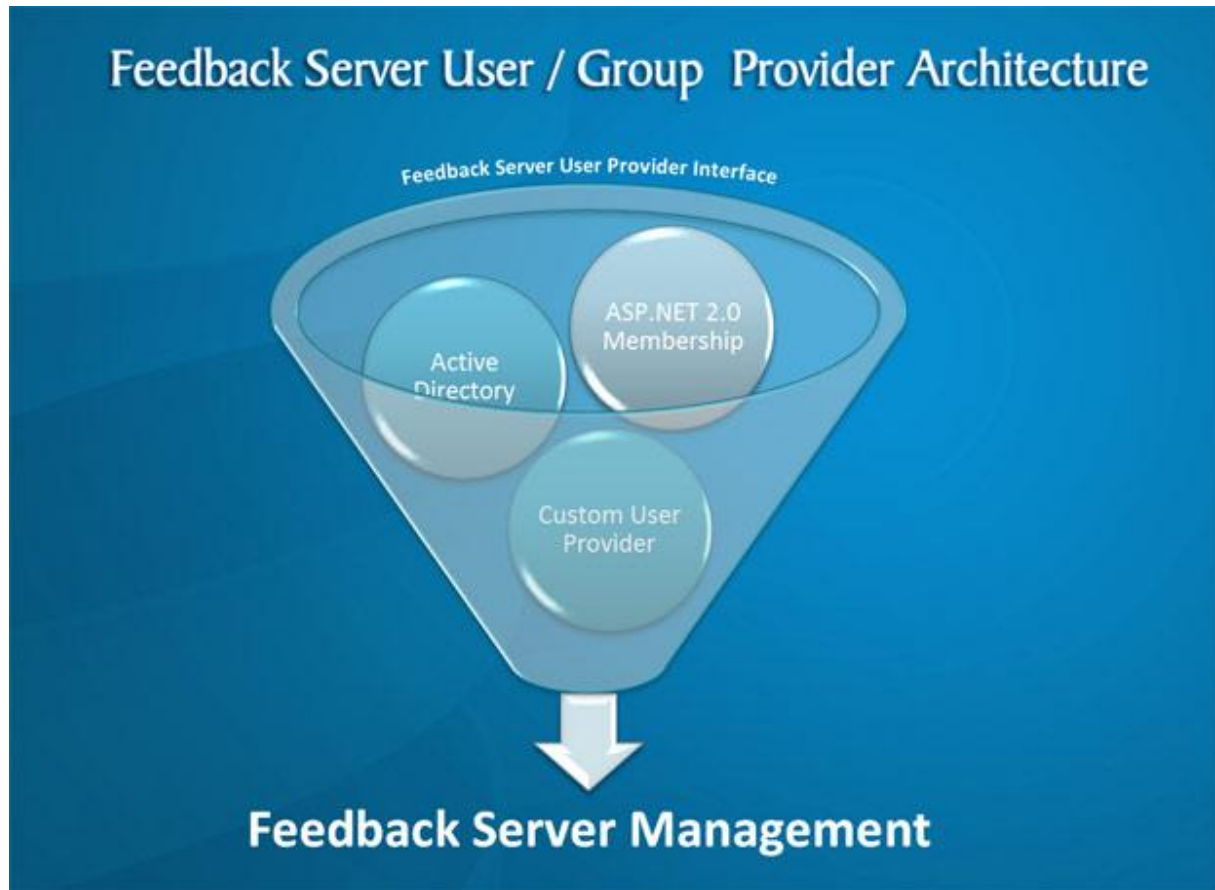 Feedback Server User / Group Provider Architecture
Feedback Server User Provider Interface
ASP.NET 2.0
Membership
Active
Directory
Custom User
Provider
Feedback Server Management